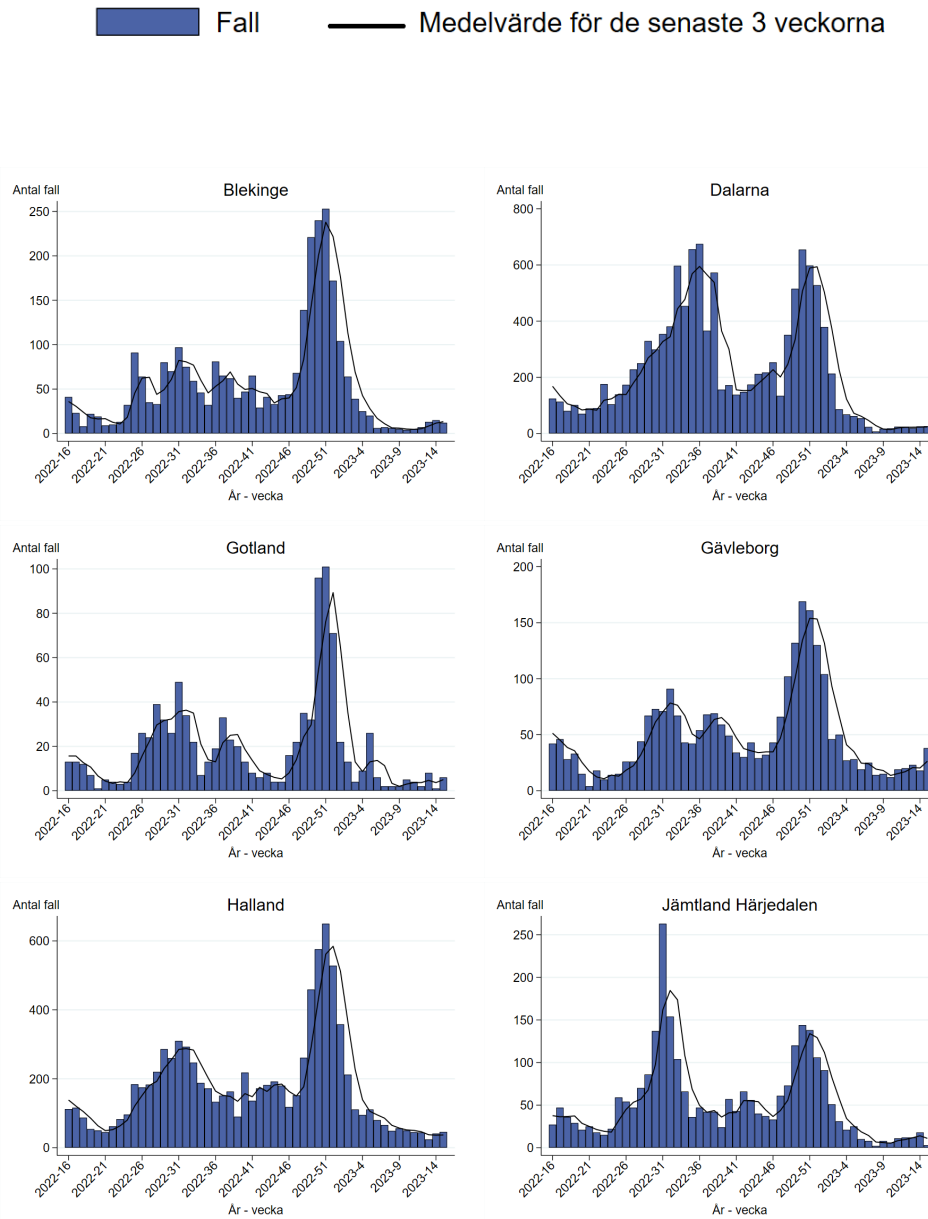 Fall Medelvärde för de senaste 3 veckorna
Antal fall
Blekinge
250
200
150
100
50
0
2022-16 2022-21 2022-26 2022-31 2022-36 2022-41 2022-46 2022-51 2023-4 2023-9 2023-14
År - vecka
Antal fall
Dalarna
800
600
400
200
0
2022-16 2022-21 2022-26 2022-31 2022-36 2022-41 2022-46 2022-51 2023-4 2023-9 2023-14
År - vecka
Antal fall
Gotland
100
80
60
40
20
0
2022-16 2022-21 2022-26 2022-31 2022-36 2022-41 2022-46 2022-51 2023-4 2023-9 2023-14
År - vecka
Antal fall
Gävleborg
200
150
100
50
0
2022-16 2022-21 2022-26 2022-31 2022-36 2022-41 2022-46 2022-51 2023-4 2023-9 2023-14
År - vecka
Antal fall
Halland
600
400
200
0
2022-16 2022-21 2022-26 2022-31 2022-36 2022-41 2022-46 2022-51 2023-4 2023-9 2023-14
År - vecka
Antal fall
Jämtland Härjedalen
250
200
150
100
50
0
2022-16 2022-21 2022-26 2022-31 2022-36 2022-41 2022-46 2022-51 2023-4 2023-9 2023-14
År - vecka